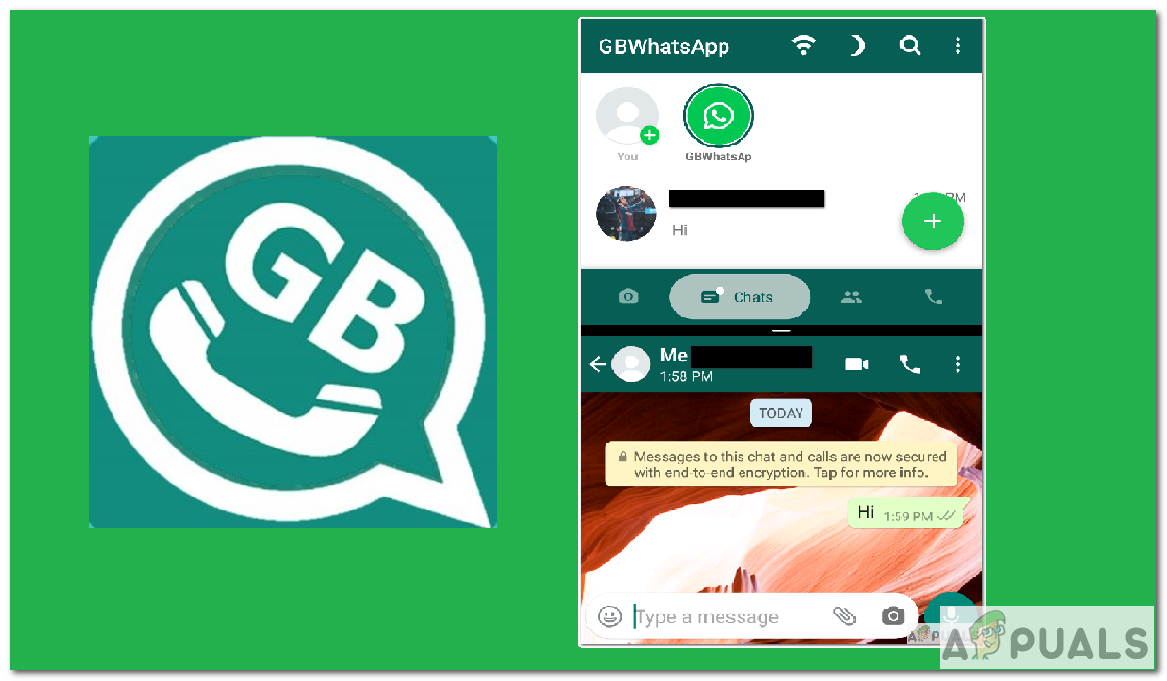 GB
GBWhatsApp
You
GBWhatsAp
PM
Hi
Chats
Me
1:58 PM
TODAY
Messages to this chat and calls are now secured
with end-to-end encryption. Tap for more info.
Hi 1:59 PM
Type a message
APPUALS
APPUALS